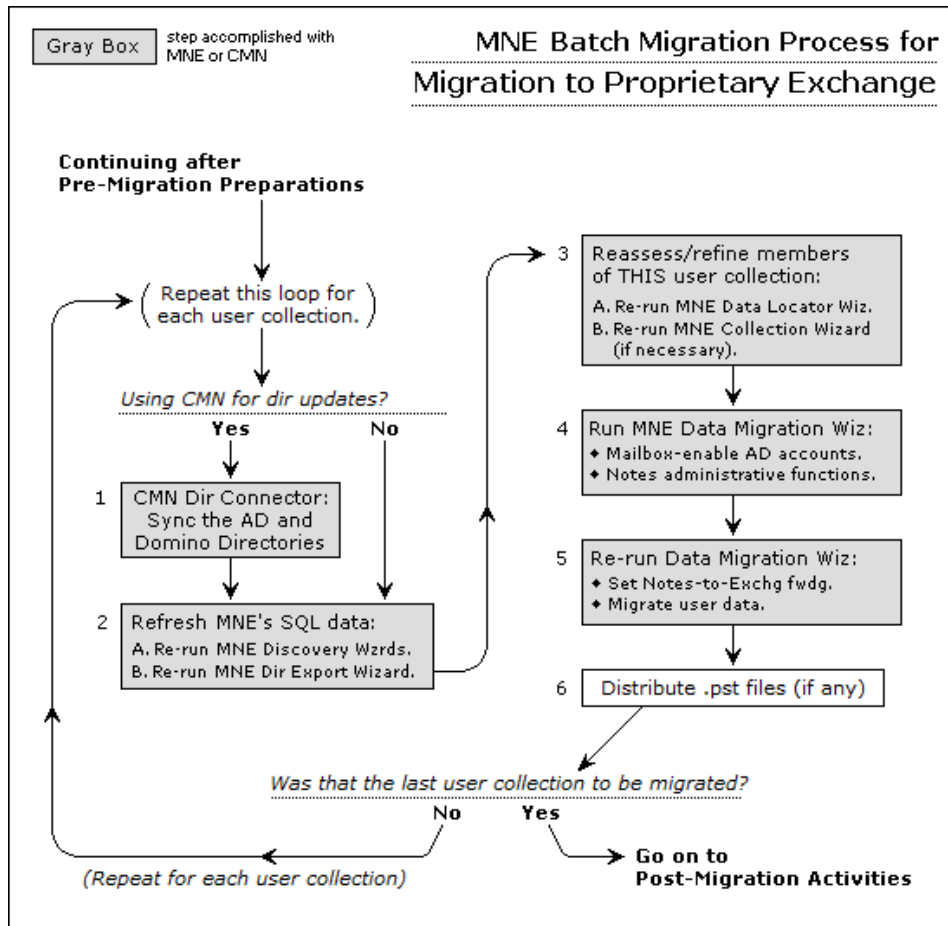 Gray Box
step accomplished with
MNE or CMN
MNE Batch Migration Process for
Migration to Proprietary Exchange
Continuing after
Pre-Migration Preparations
(Repeat this loop for
each user collection.)
Using CMN for dir updates?
Yes No
1 CMN Dir Connector:
Sync the AD and
Domino Directories
2 Refresh MNE's SQL data:
A. Re-run MNE Discovery Wzrds.
B. Re-run MNE Dir Export Wizard.
3 Reassess/refine members
of THIS user collection:
A. Re-run MNE Data Locator Wiz.
B. Re-run MNE Collection Wizard
(if necessary).
4 Run MNE Data Migration Wiz:
◆ Mailbox-enable AD accounts.
◆ Notes administrative functions.
5 Re-run Data Migration Wiz:
◆ Set Notes-to-Exchg fwdg.
◆ Migrate user data.
6 Distribute .pst files (if any)
Was that the last user collection to be migrated?
No Yes
(Repeat for each user collection)
Go on to
Post-Migration Activities